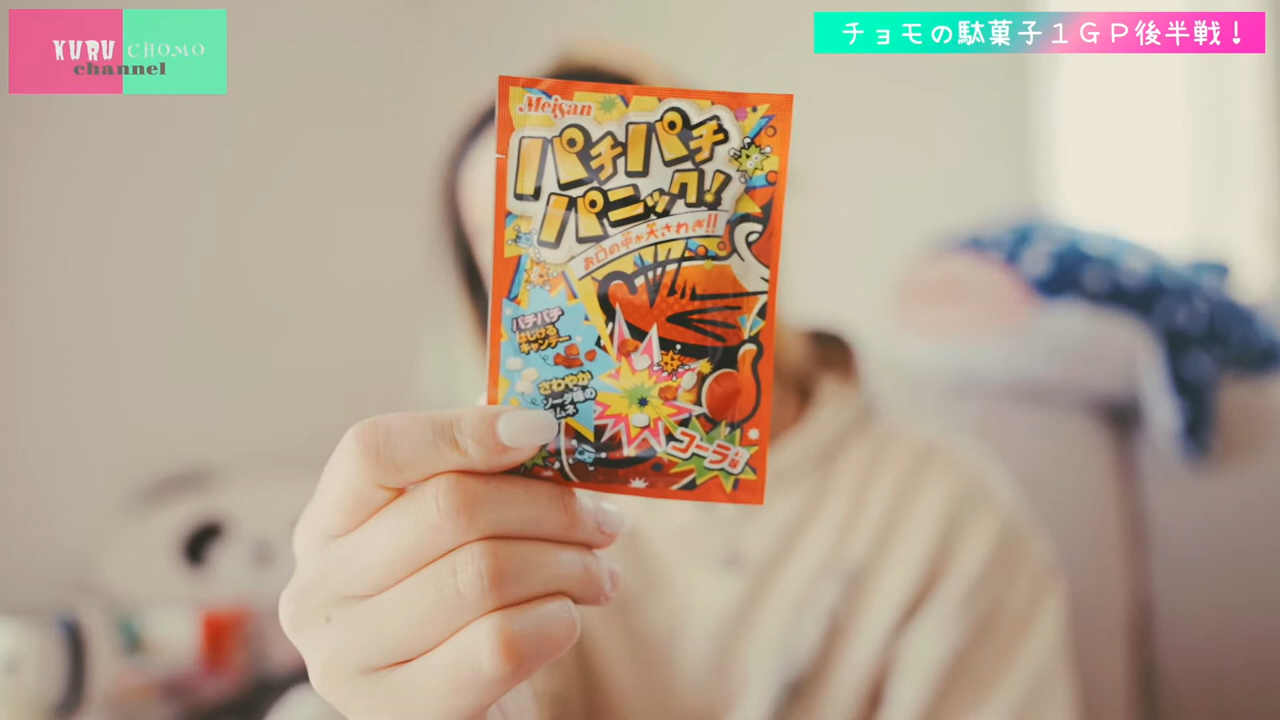 KURU CHOMO
channel
チョモの駄菓子1GP後半戦!
Meisan
パチパチ
パニック!
お口の中が大さわぎ!!
パチパチ
はじける
キャンデー
さわやか
ソーダ味の
ムネ
コーラ味